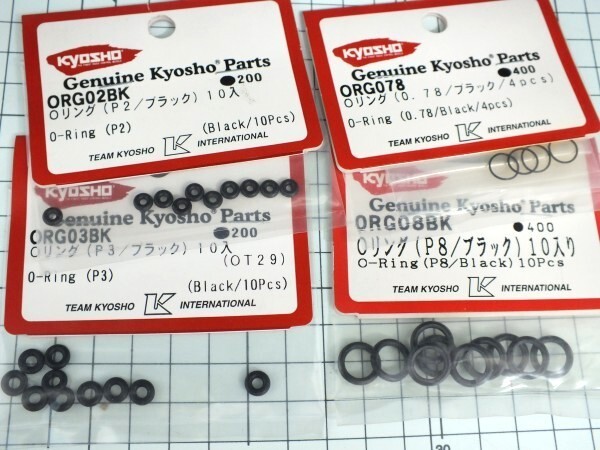 KYOSHO
Genuine Kyosho® Parts
ORG02BK ●200
Oリング(P2/ブラック)10入
O-Ring (P2) (Black/10Pcs)
TEAM KYOSHO K INTERNATIONAL
KYOSHO
Genuine Kyosho® Parts
ORG078 ●400
Oリング(0.78/ブラック/4pcs)
O-Ring (0.78/Black/4pcs)
TEAM KYOSHO K INTERNATIONAL
KYOSHO
Genuine Kyosho® Parts
ORG03BK ●200
Oリング(P3/ブラック)10入
(OT29)
O-Ring (P3) (Black/10Pcs)
TEAM KYOSHO K INTERNATIONAL
KYOSHO
Genuine Kyosho® Parts
ORG08BK ●400
Oリング(P8/ブラック)10入り
O-Ring(P8/Black)10Pcs
TEAM KYOSHO K INTERNATIONAL
30